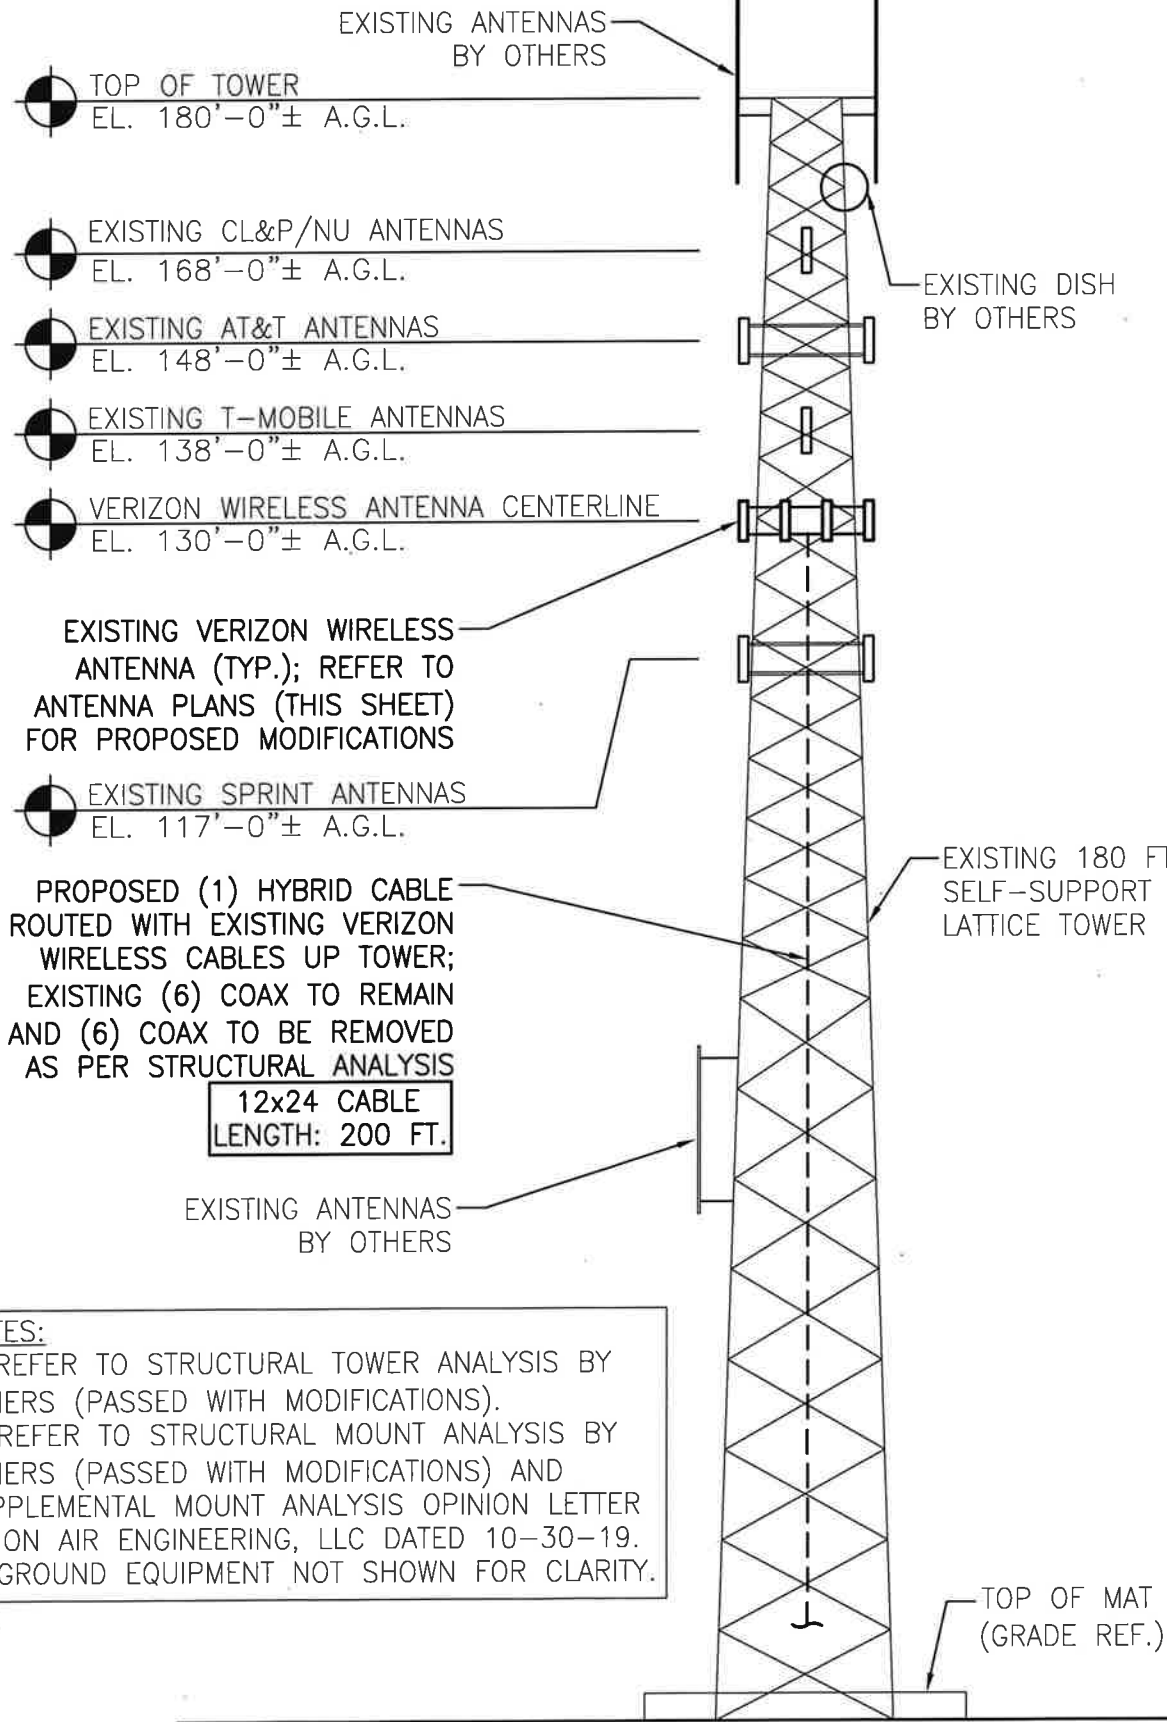 EXISTING ANTENNAS
BY OTHERS
TOP OF TOWER
EL. 180'-0"± A.G.L.
EXISTING CL&P/NU ANTENNAS
EL. 168'-0"± A.G.L.
EXISTING DISH
BY OTHERS
EXISTING AT&T ANTENNAS
EL. 148'-0"± A.G.L.
EXISTING T-MOBILE ANTENNAS
EL. 138'-0"± A.G.L.
VERIZON WIRELESS ANTENNA CENTERLINE
EL. 130'-0"± A.G.L.
EXISTING VERIZON WIRELESS
ANTENNA (TYP.); REFER TO
ANTENNA PLANS (THIS SHEET)
FOR PROPOSED MODIFICATIONS
EXISTING SPRINT ANTENNAS
EL. 117'-0"± A.G.L.
EXISTING 180 FT
SELF-SUPPORT
LATTICE TOWER
PROPOSED (1) HYBRID CABLE
ROUTED WITH EXISTING VERIZON
WIRELESS CABLES UP TOWER;
EXISTING (6) COAX TO REMAIN
AND (6) COAX TO BE REMOVED
AS PER STRUCTURAL ANALYSIS
12x24 CABLE
LENGTH: 200 FT.
EXISTING ANTENNAS
BY OTHERS
TES:
REFER TO STRUCTURAL TOWER ANALYSIS BY
HERS (PASSED WITH MODIFICATIONS).
REFER TO STRUCTURAL MOUNT ANALYSIS BY
HERS (PASSED WITH MODIFICATIONS) AND
PPLEMENTAL MOUNT ANALYSIS OPINION LETTER
ON AIR ENGINEERING, LLC DATED 10-30-19.
GROUND EQUIPMENT NOT SHOWN FOR CLARITY.
TOP OF MAT
(GRADE REF.)